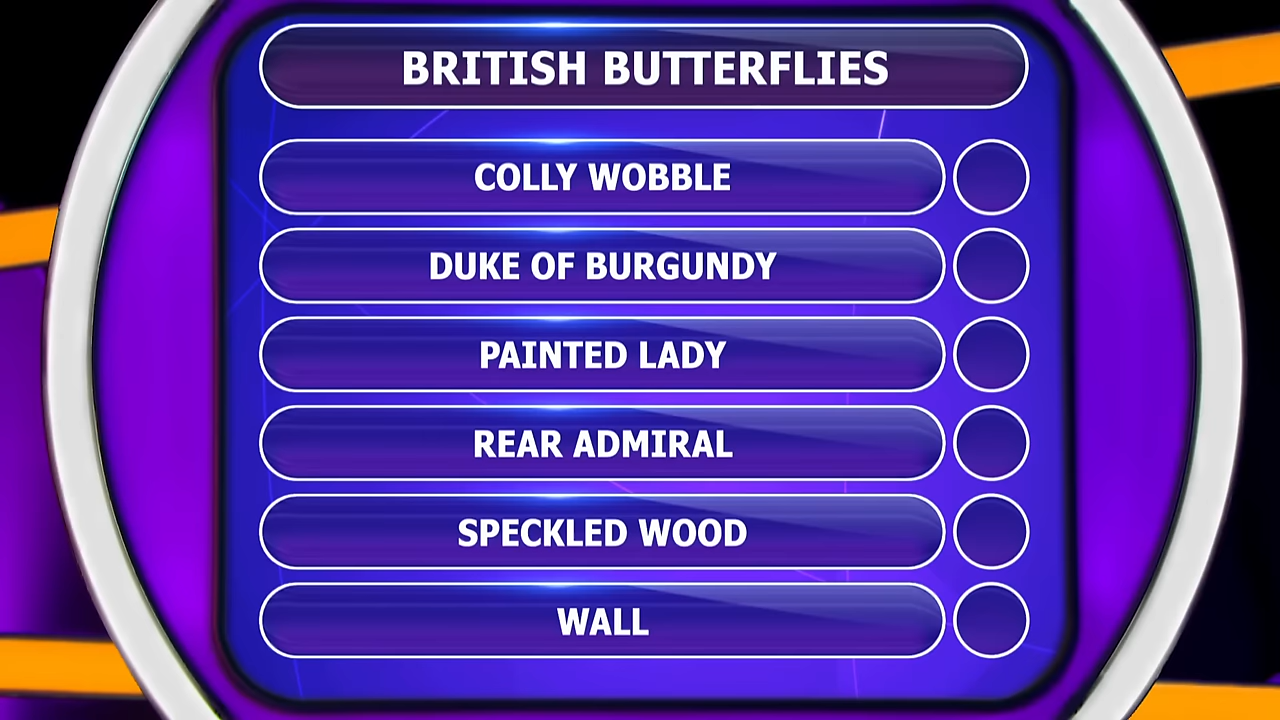 BRITISH BUTTERFLIES
COLLY WOBBLE
DUKE OF BURGUNDY
PAINTED LADY
REAR ADMIRAL
SPECKLED WOOD
WALL